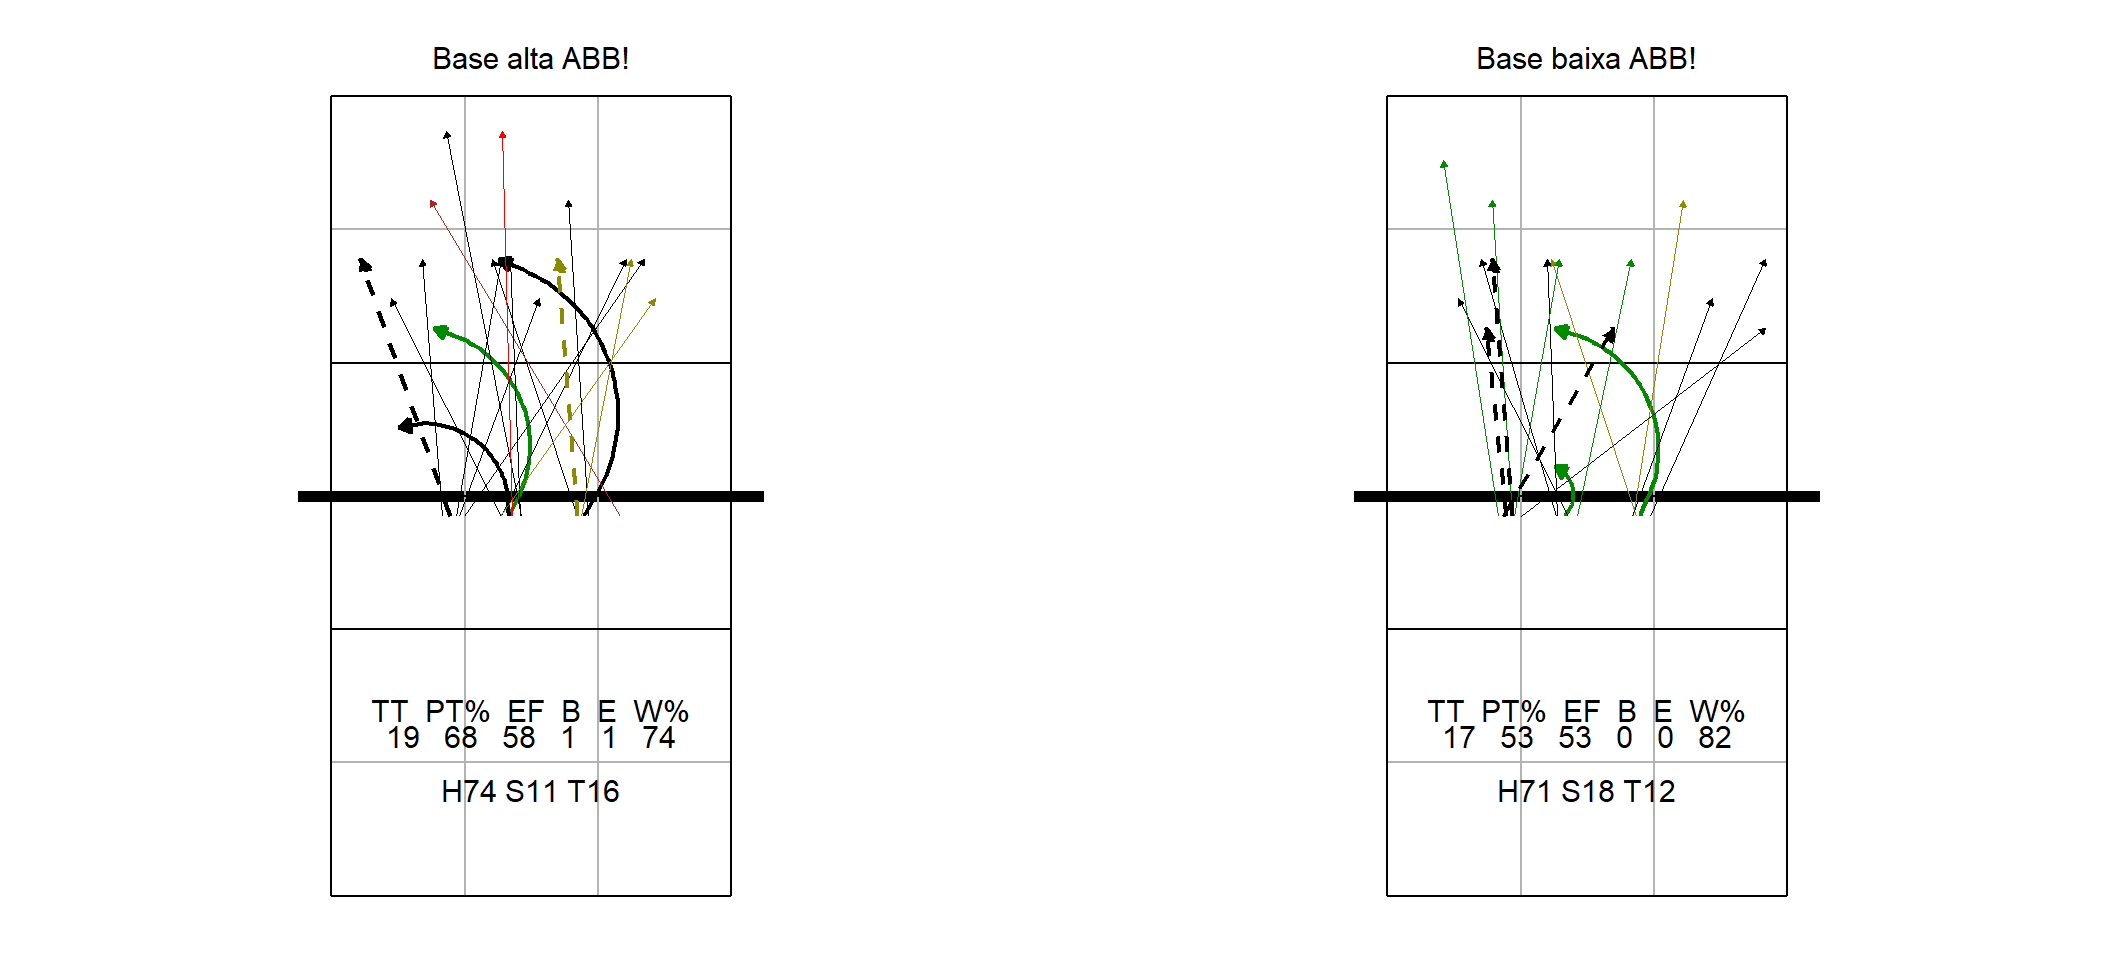 Base alta ABB!
TT PT% EF B E W%
19 68 58 1 1 74
H74 S11 T16
Base baixa ABB!
TT PT% EF B E W%
17 53 53 0 0 82
H71 S18 T12